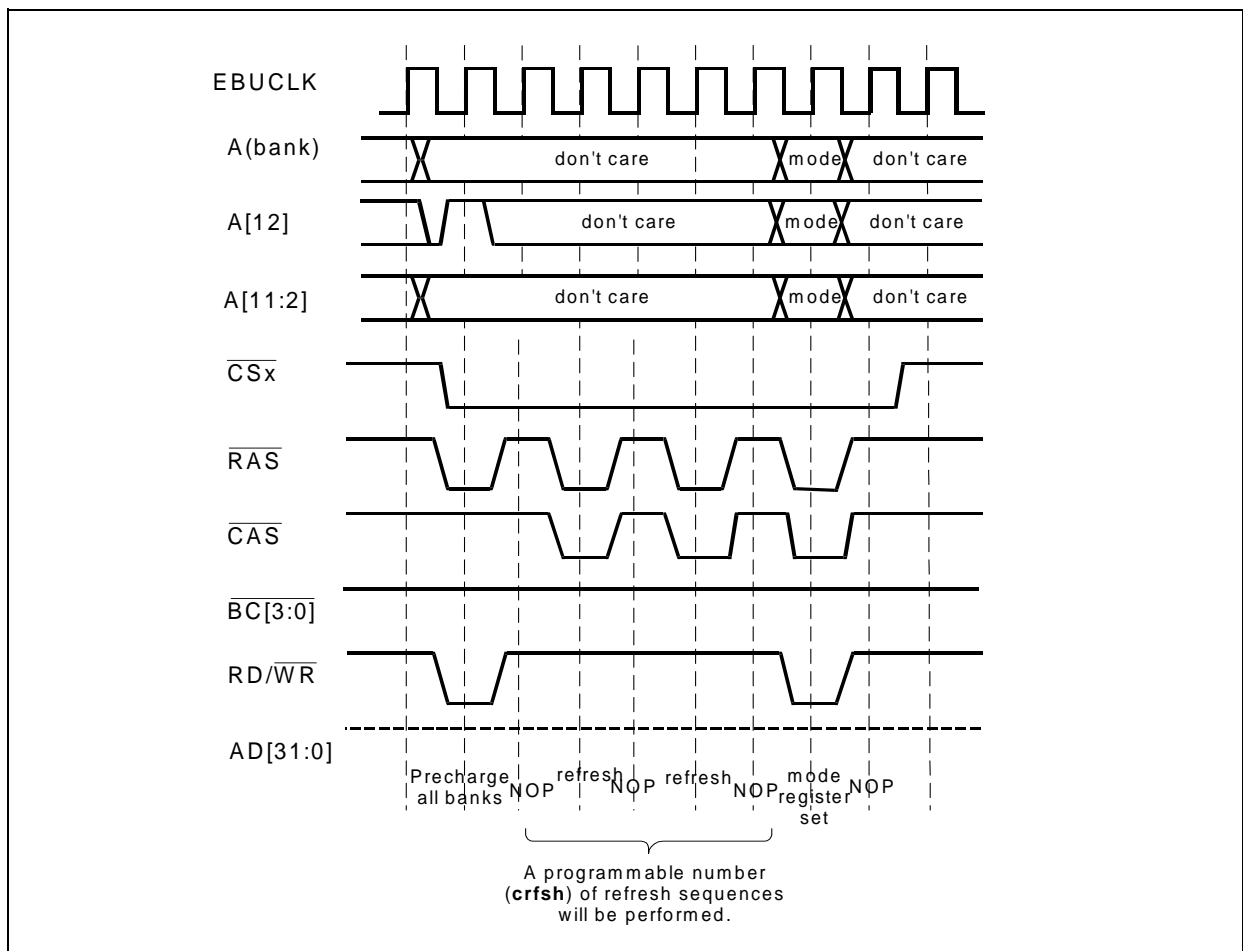 EBUCLK
A(bank)
don't care
mode
don't care
A[12]
don't care
mode
don't care
A[11:2]
don't care
mode
don't care
CSx
RAS
CAS
BC[3:0]
RD/WR
AD[31:0]
Precharge
all banks
NOP
refresh
NOP
refresh
NOP
mode
register
set
NOP
A programmable number
(crfsh) of refresh sequences
will be performed.